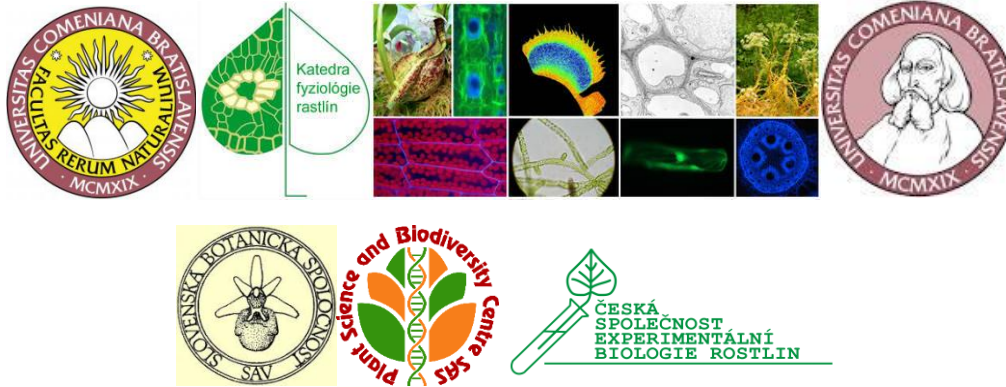 UNIVERSITAS COMENIANA BRATISLAVENSIS
FACULTAS RERUM NATURALIUM
· MCMXIX ·
Katedra
fyziológie
rastlín
UNIVERSITAS COMENIANA BRATISLAVENSIS
· MCMXIX ·
SLOVENSKÁ BOTANICKÁ SPOLOČNOSŤ
SAV
Plant Science and Biodiversity Centre SAS
ČESKÁ
SPOLEČNOST
EXPERIMENTÁLNÍ
BIOLOGIE ROSTLIN